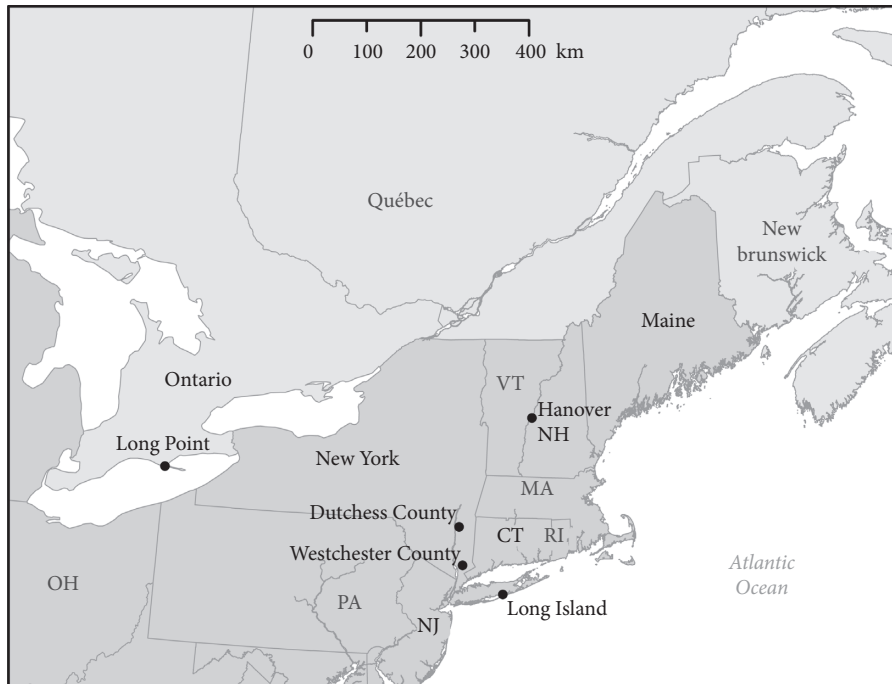 0 100 200 300 400 km
Québec
New
brunswick
Maine
Ontario
VT
Hanover
NH
Long Point
New York
MA
Dutchess County
CT
RI
Westchester County
Atlantic
Ocean
OH
PA
Long Island
NJ